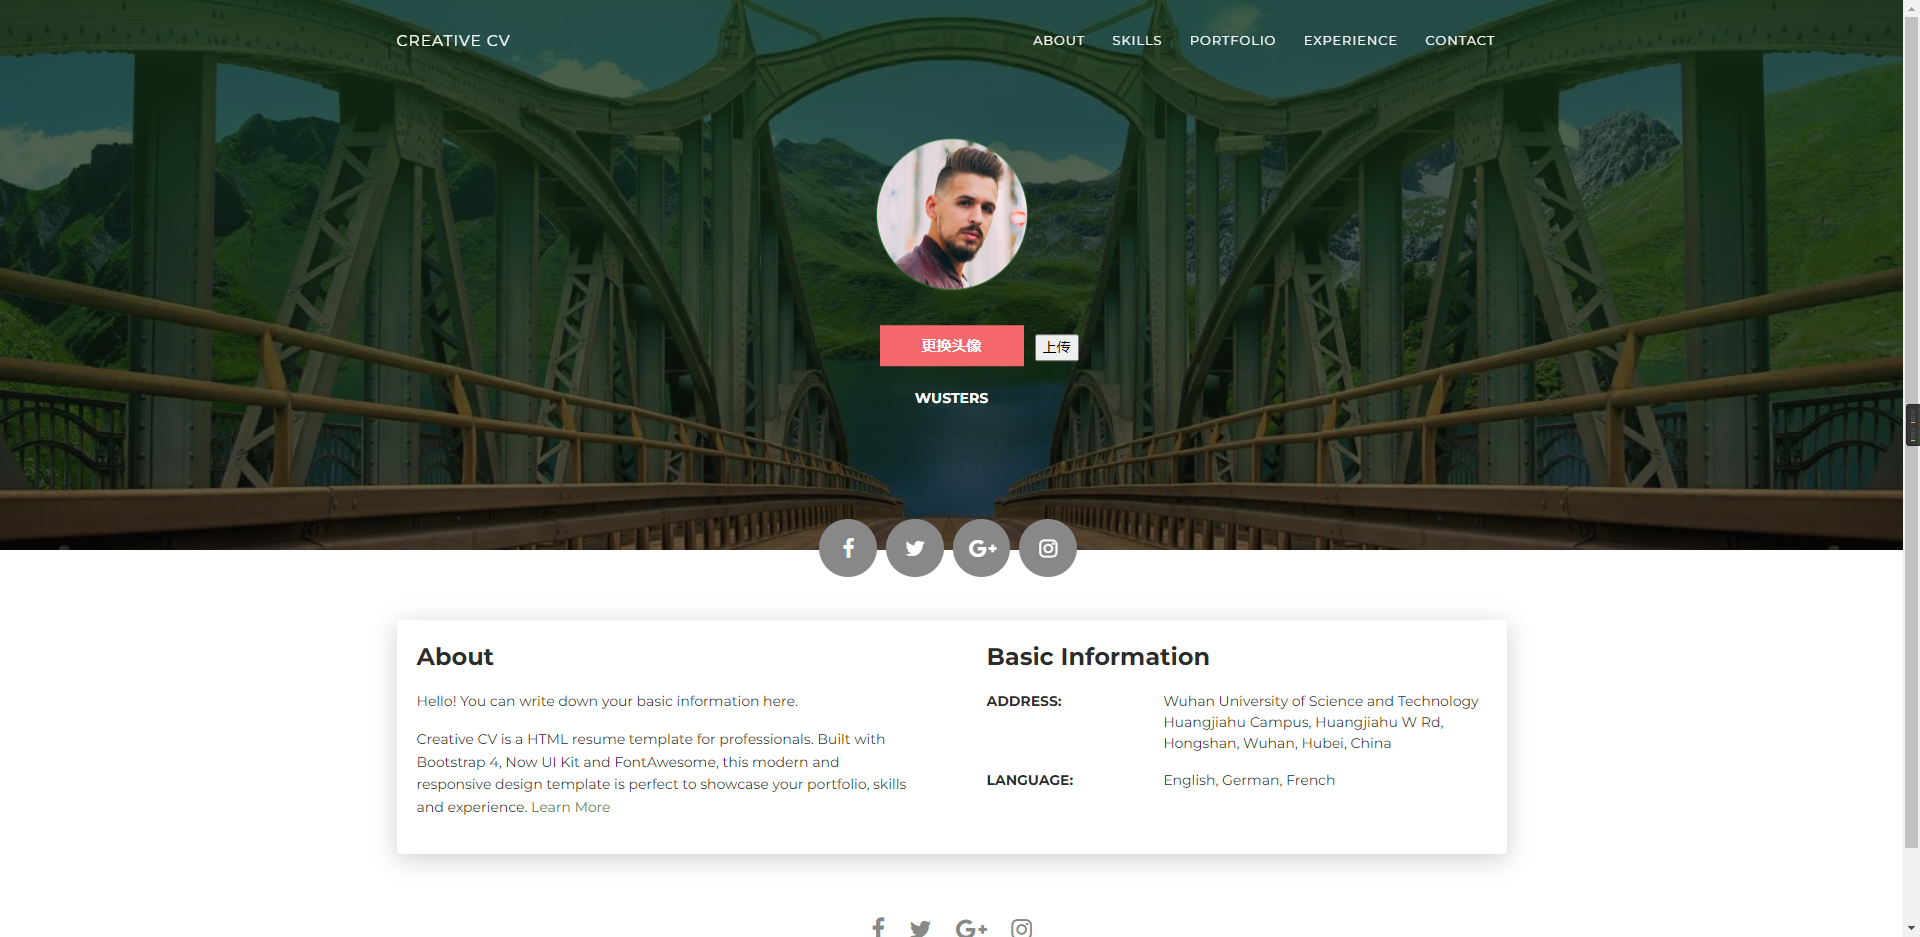 CREATIVE CV
ABOUT SKILLS PORTFOLIO EXPERIENCE CONTACT
更换头像 上传
WUSTERS
About
Hello! You can write down your basic information here.
Creative CV is a HTML resume template for professionals. Built with
Bootstrap 4, Now UI Kit and FontAwesome, this modern and
responsive design template is perfect to showcase your portfolio, skills
and experience. Learn More
Basic Information
ADDRESS: Wuhan University of Science and Technology
Huangjiahu Campus, Huangjiahu W Rd,
Hongshan, Wuhan, Hubei, China
LANGUAGE: English, German, French